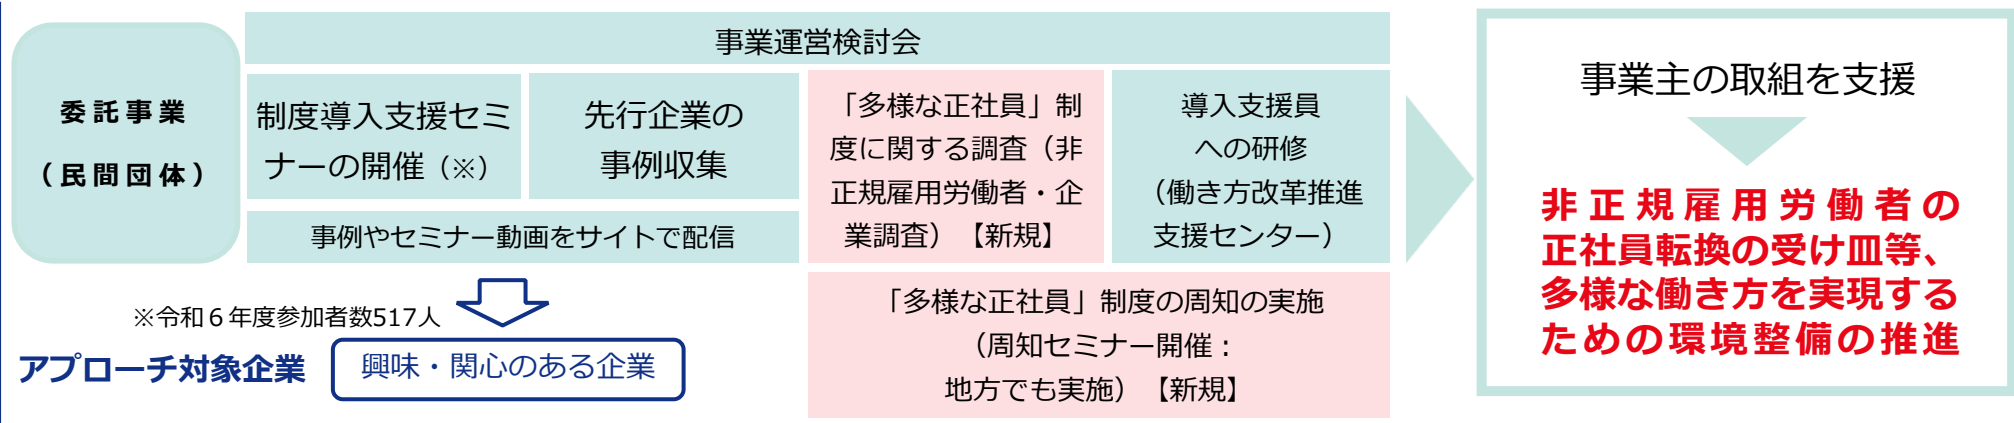 委託事業
（民間団体）
事業運営検討会
制度導入支援セミ
ナーの開催（※）
先行企業の
事例収集
事例やセミナー動画をサイトで配信
「多様な正社員」制
度に関する調査（非
正規雇用労働者・企
業調査）【新規】
導入支援員
への研修
（働き方改革推進
支援センター）
「多様な正社員」制度の周知の実施
（周知セミナー開催：
地方でも実施）【新規】
※令和６年度参加者数517人
アプローチ対象企業
興味・関心のある企業
事業主の取組を支援
非正規雇用労働者の
正社員転換の受け皿等、
多様な働き方を実現する
ための環境整備の推進